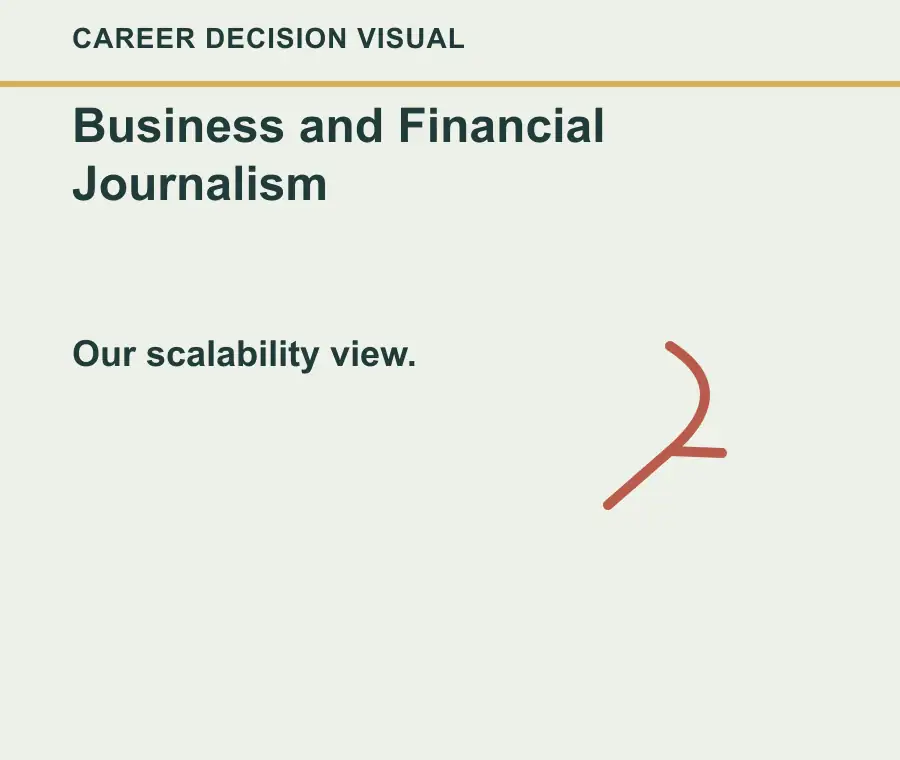 CAREER DECISION VISUAL
Business and Financial
Journalism
Our scalability view.